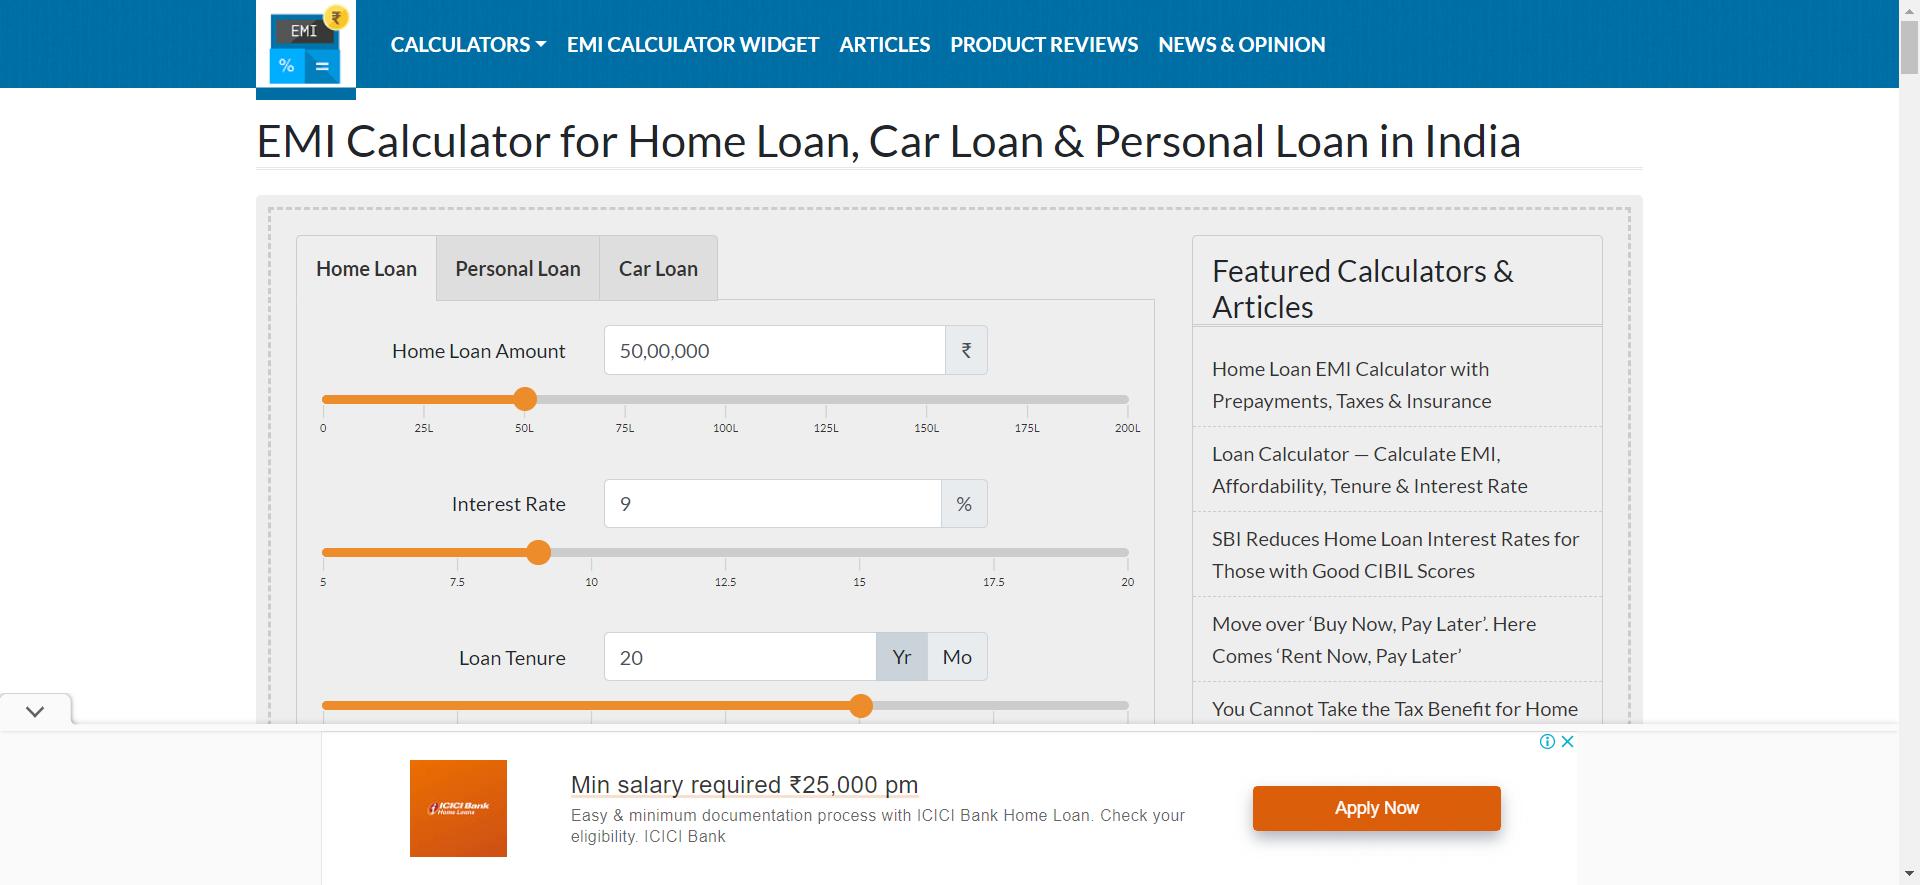 EMI
%
=
₹
CALCULATORS
EMI CALCULATOR WIDGET
ARTICLES
PRODUCT REVIEWS
NEWS & OPINION
EMI Calculator for Home Loan, Car Loan & Personal Loan in India
Home Loan
Personal Loan
Car Loan
Home Loan Amount
50,00,000
₹
0
25L
50L
75L
100L
125L
150L
175L
200L
Interest Rate
9
%
5
7.5
10
12.5
15
17.5
20
Loan Tenure
20
Yr
Mo
Featured Calculators &
Articles
Home Loan EMI Calculator with
Prepayments, Taxes & Insurance
Loan Calculator — Calculate EMI,
Affordability, Tenure & Interest Rate
SBI Reduces Home Loan Interest Rates for
Those with Good CIBIL Scores
Move over ‘Buy Now, Pay Later’. Here
Comes ‘Rent Now, Pay Later’
You Cannot Take the Tax Benefit for Home
ICICI Bank
Home Loans
Min salary required ₹25,000 pm
Easy & minimum documentation process with ICICI Bank Home Loan. Check your
eligibility. ICICI Bank
Apply Now